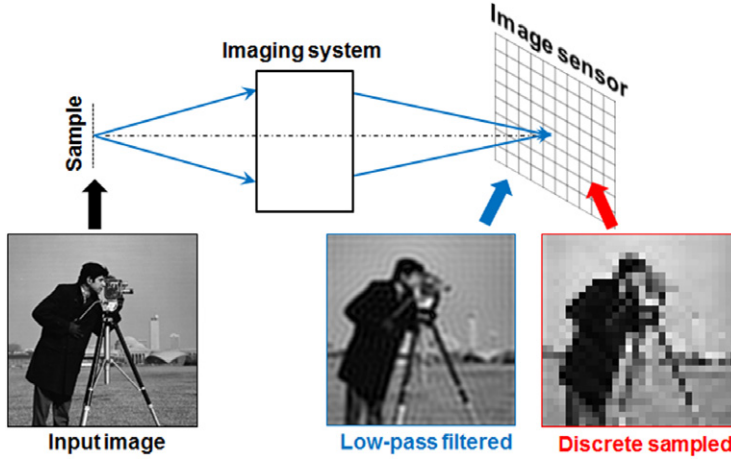 Imaging system
Image sensor
Sample
Input image
Low-pass filtered
Discrete sampled